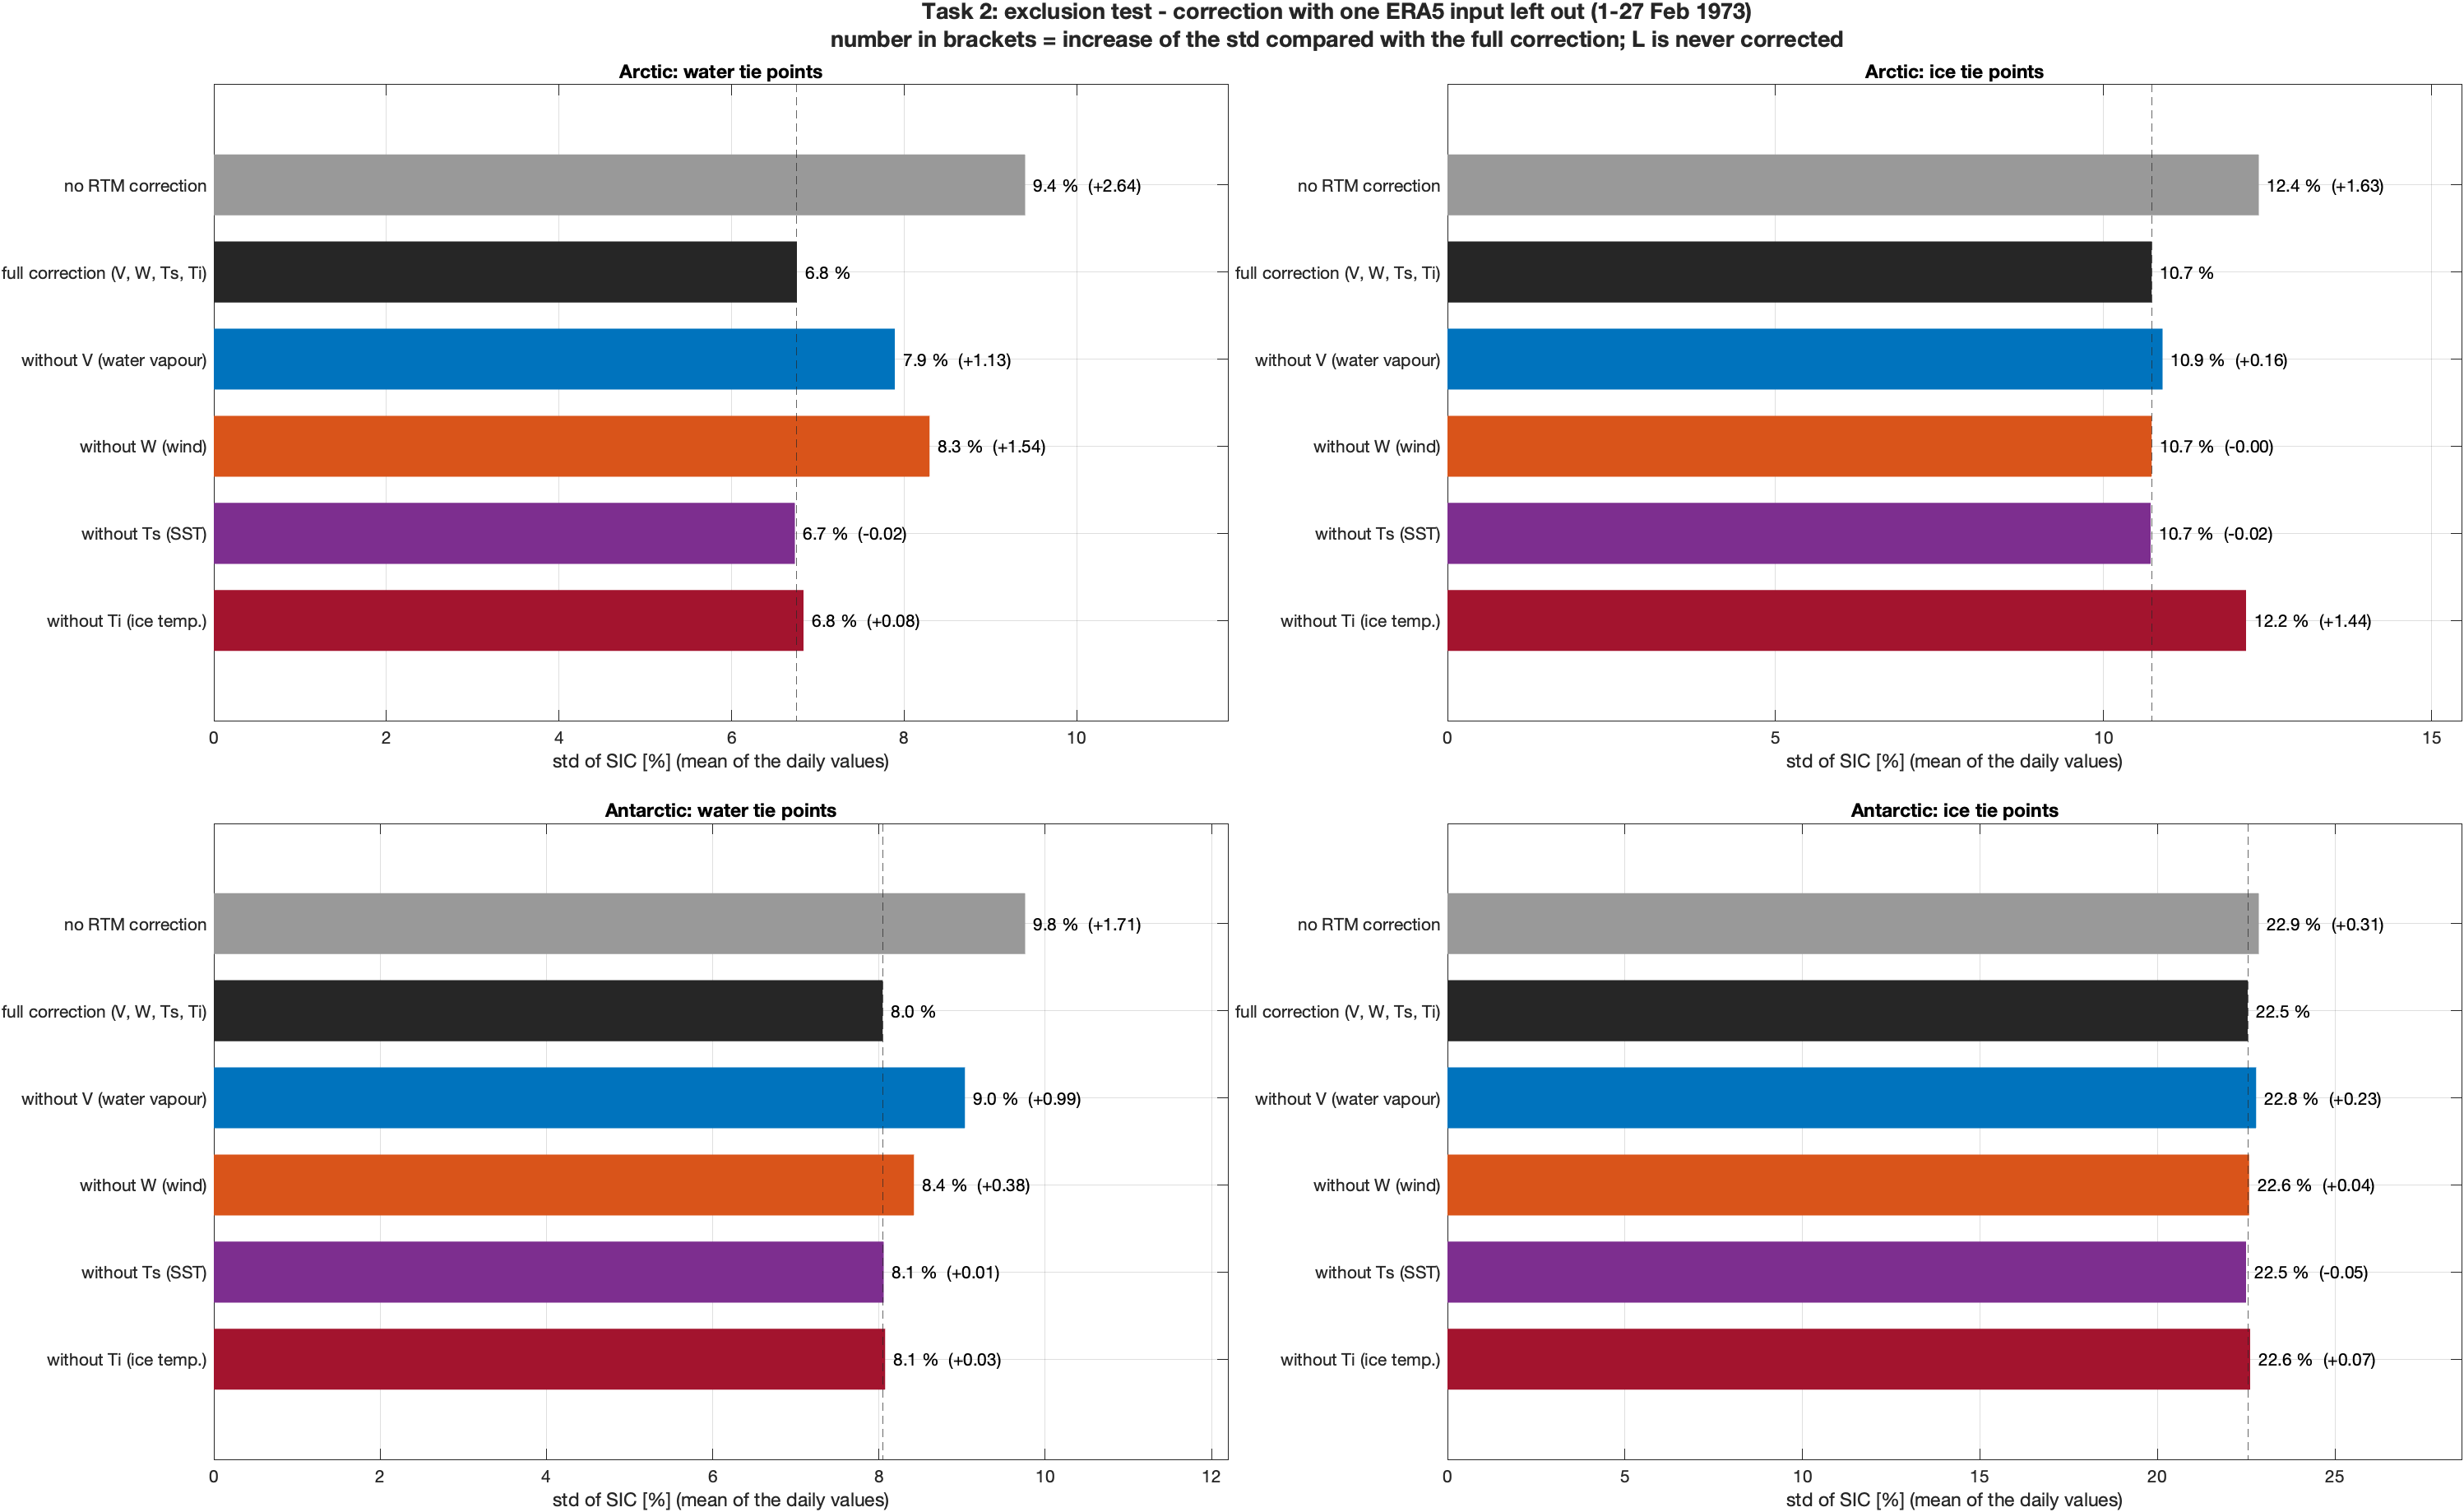 Task 2: exclusion test - correction with one ERA5 input left out (1-27 Feb 1973)
number in brackets = increase of the std compared with the full correction; L is never corrected
Arctic: water tie points
no RTM correction
9.4 % (+2.64)
full correction (V, W, Ts, Ti)
6.8 %
without V (water vapour)
7.9 % (+1.13)
without W (wind)
8.3 % (+1.54)
without Ts (SST)
6.7 % (-0.02)
without Ti (ice temp.)
6.8 % (+0.08)
0 2 4 6 8 10
std of SIC [%] (mean of the daily values)
Arctic: ice tie points
no RTM correction
12.4 % (+1.63)
full correction (V, W, Ts, Ti)
10.7 %
without V (water vapour)
10.9 % (+0.16)
without W (wind)
10.7 % (-0.00)
without Ts (SST)
10.7 % (-0.02)
without Ti (ice temp.)
12.2 % (+1.44)
0 5 10 15
std of SIC [%] (mean of the daily values)
Antarctic: water tie points
no RTM correction
9.8 % (+1.71)
full correction (V, W, Ts, Ti)
8.0 %
without V (water vapour)
9.0 % (+0.99)
without W (wind)
8.4 % (+0.38)
without Ts (SST)
8.1 % (+0.01)
without Ti (ice temp.)
8.1 % (+0.03)
0 2 4 6 8 10 12
std of SIC [%] (mean of the daily values)
Antarctic: ice tie points
no RTM correction
22.9 % (+0.31)
full correction (V, W, Ts, Ti)
22.5 %
without V (water vapour)
22.8 % (+0.23)
without W (wind)
22.6 % (+0.04)
without Ts (SST)
22.5 % (-0.05)
without Ti (ice temp.)
22.6 % (+0.07)
0 5 10 15 20 25
std of SIC [%] (mean of the daily values)